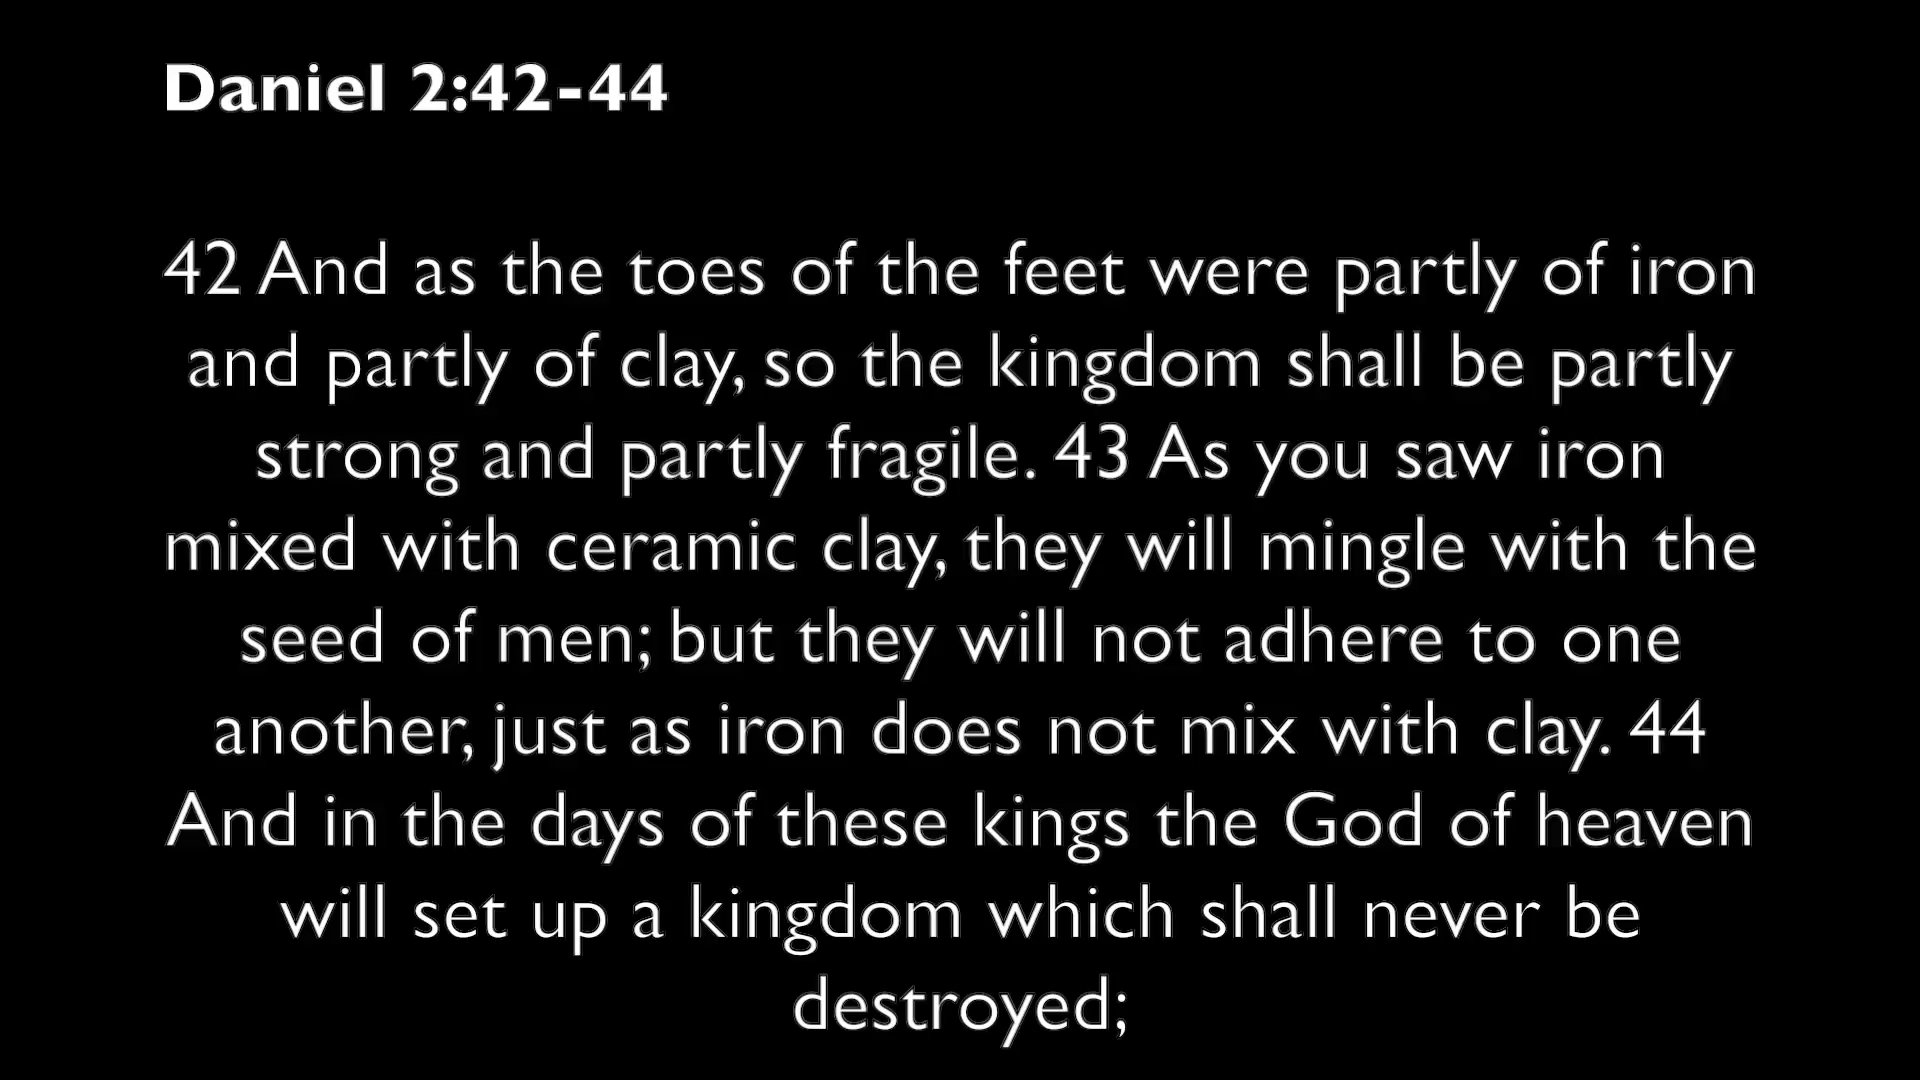 Daniel 2:42-44
42 And as the toes of the feet were partly of iron
and partly of clay, so the kingdom shall be partly
strong and partly fragile. 43 As you saw iron
mixed with ceramic clay, they will mingle with the
seed of men; but they will not adhere to one
another, just as iron does not mix with clay. 44
And in the days of these kings the God of heaven
will set up a kingdom which shall never be
destroyed;